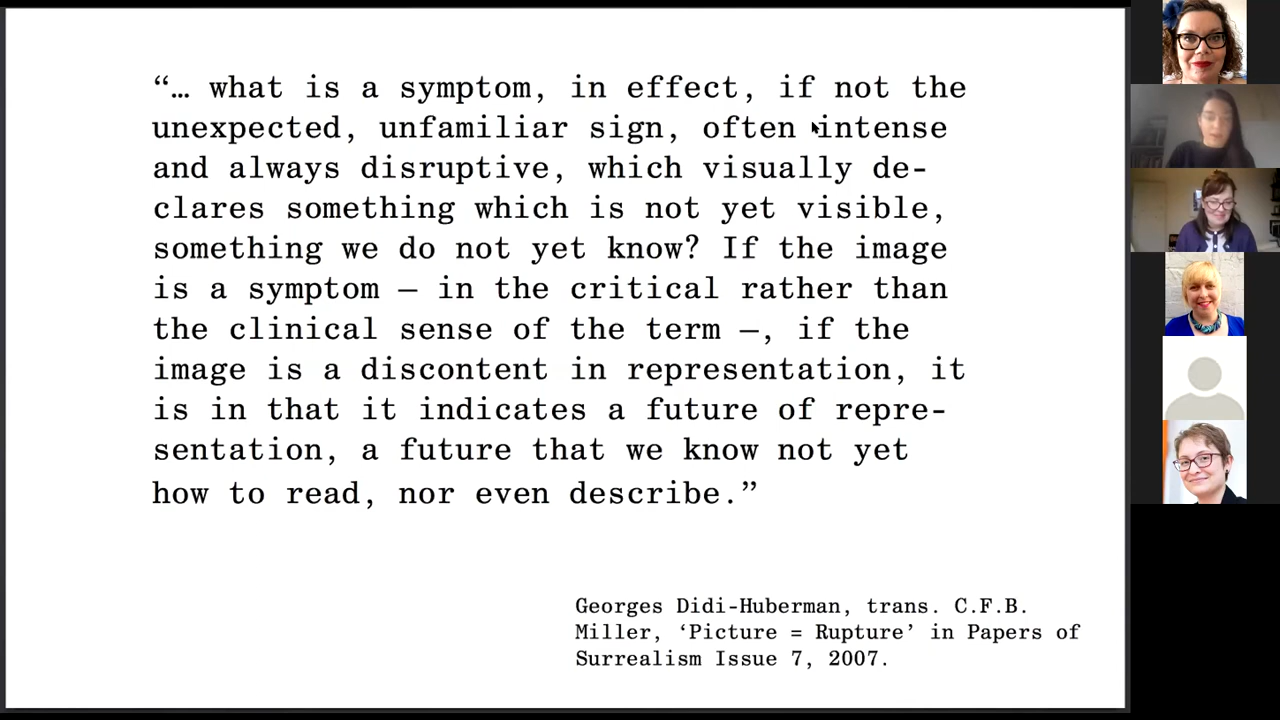 “… what is a symptom, in effect, if not the
unexpected, unfamiliar sign, often intense
and always disruptive, which visually de-
clares something which is not yet visible,
something we do not yet know? If the image
is a symptom — in the critical rather than
the clinical sense of the term —, if the
image is a discontent in representation, it
is in that it indicates a future of repre-
sentation, a future that we know not yet
how to read, nor even describe.”
Georges Didi-Huberman, trans. C.F.B.
Miller, ‘Picture = Rupture’ in Papers of
Surrealism Issue 7, 2007.